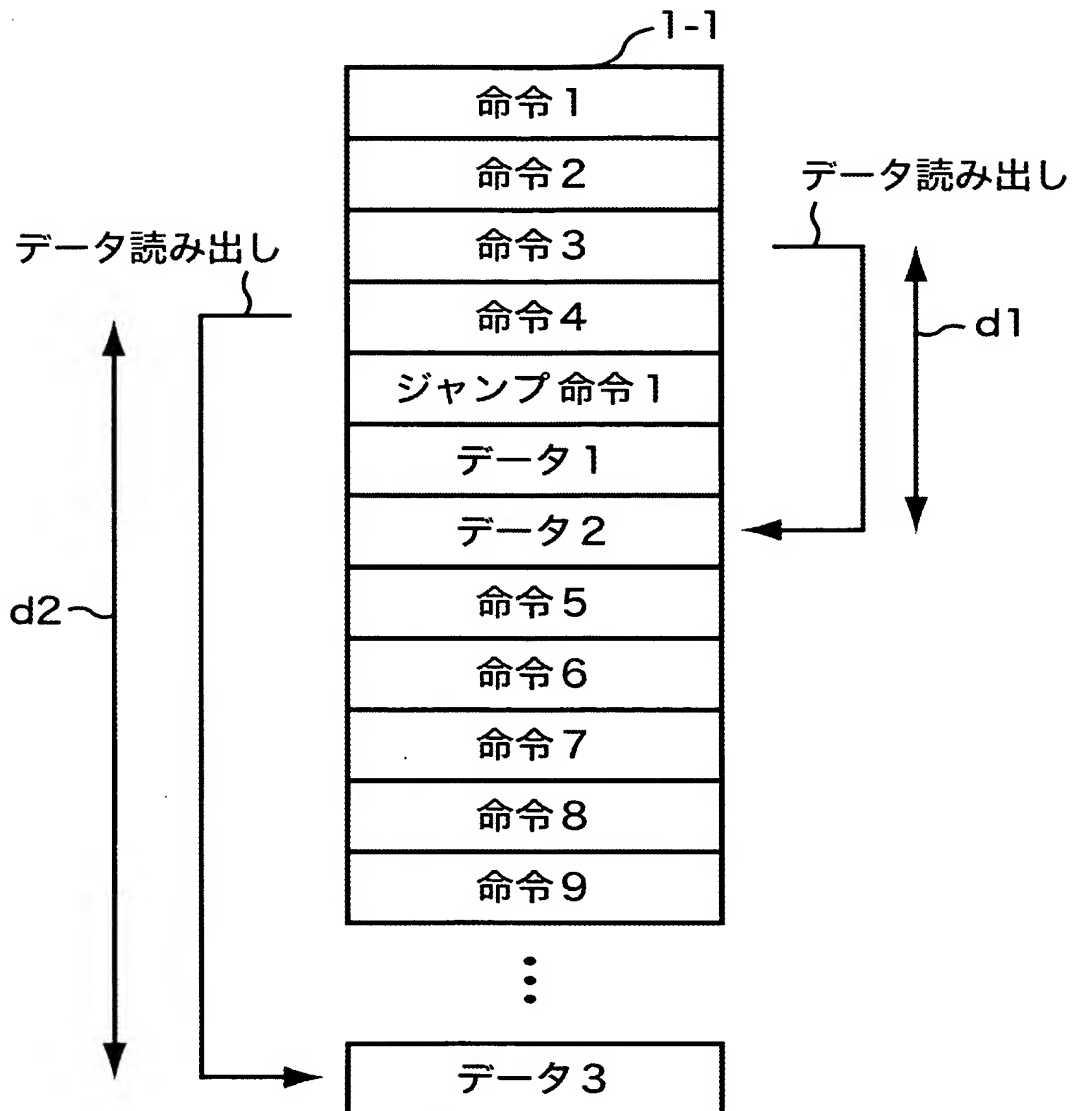 1-1
命令1
命令2
データ読み出し
命令3
データ読み出し
命令4
d1
ジャンプ命令1
データ1
データ2
命令5
d2
命令6
命令7
命令8
命令9
データ3